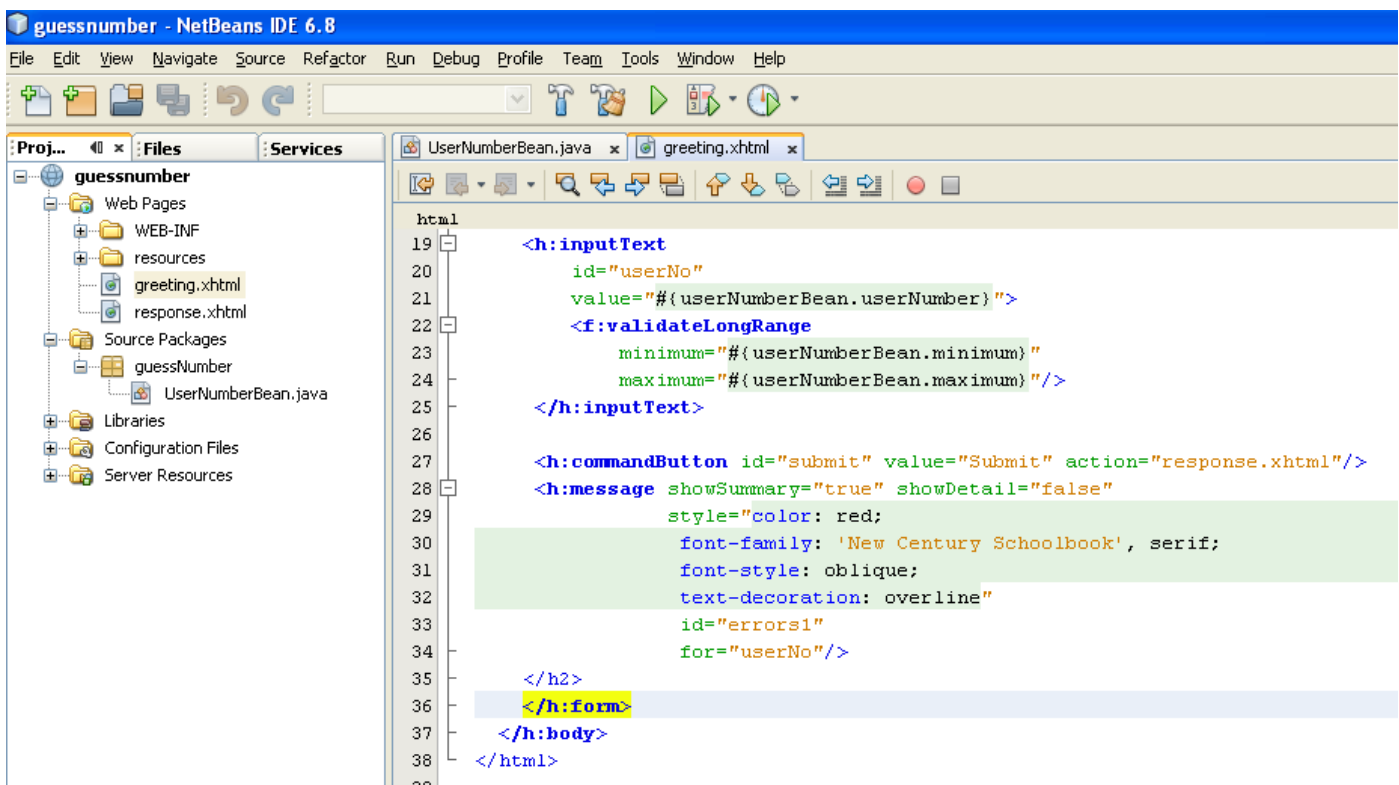 guessnumber - NetBeans IDE 6.8
File Edit View Navigate Source Refactor Run Debug Profile Team Tools Window Help
Proj... Files Services
guessnumber
Web Pages
WEB-INF
resources
greeting.xhtml
response.xhtml
Source Packages
guessNumber
UserNumberBean.java
Libraries
Configuration Files
Server Resources
UserNumberBean.java x greeting.xhtml x
html
19 <h:inputText
20 id="userNo"
21 value="#{userNumberBean.userNumber}">
22 <f:validateLongRange
23 minimum="#{userNumberBean.minimum}"
24 maximum="#{userNumberBean.maximum}"/>
25 </h:inputText>
26
27 <h:commandButton id="submit" value="Submit" action="response.xhtml"/>
28 <h:message showSummary="true" showDetail="false"
29 style="color: red;
30 font-family: 'New Century Schoolbook', serif;
31 font-style: oblique;
32 text-decoration: overline"
33 id="errors1"
34 for="userNo"/>
35 </h2>
36 </h:form>
37 </h:body>
38 </html>